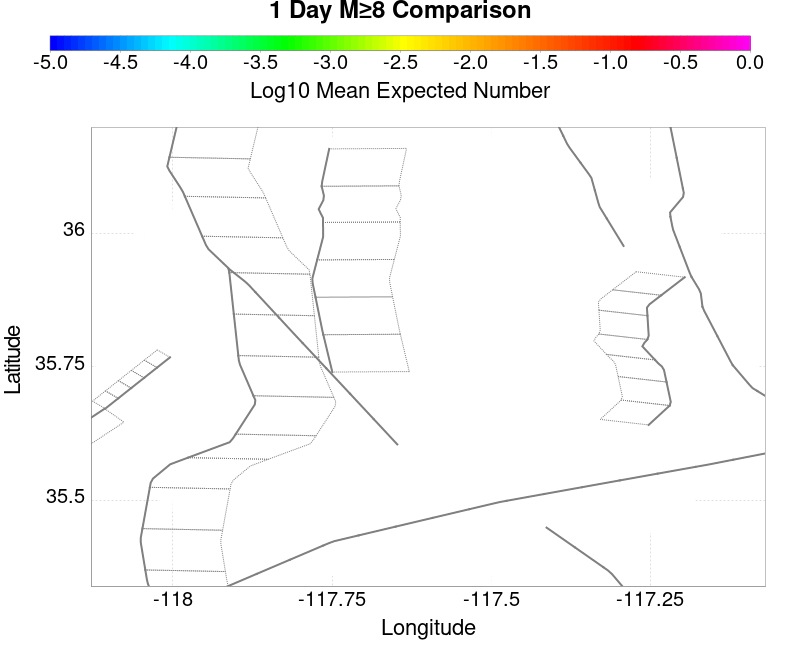 1 Day M≥8 Comparison
-5.0 -4.5 -4.0 -3.5 -3.0 -2.5 -2.0 -1.5 -1.0 -0.5 0.0
Log10 Mean Expected Number
36
35.75
35.5
Latitude
-118 -117.75 -117.5 -117.25
Longitude